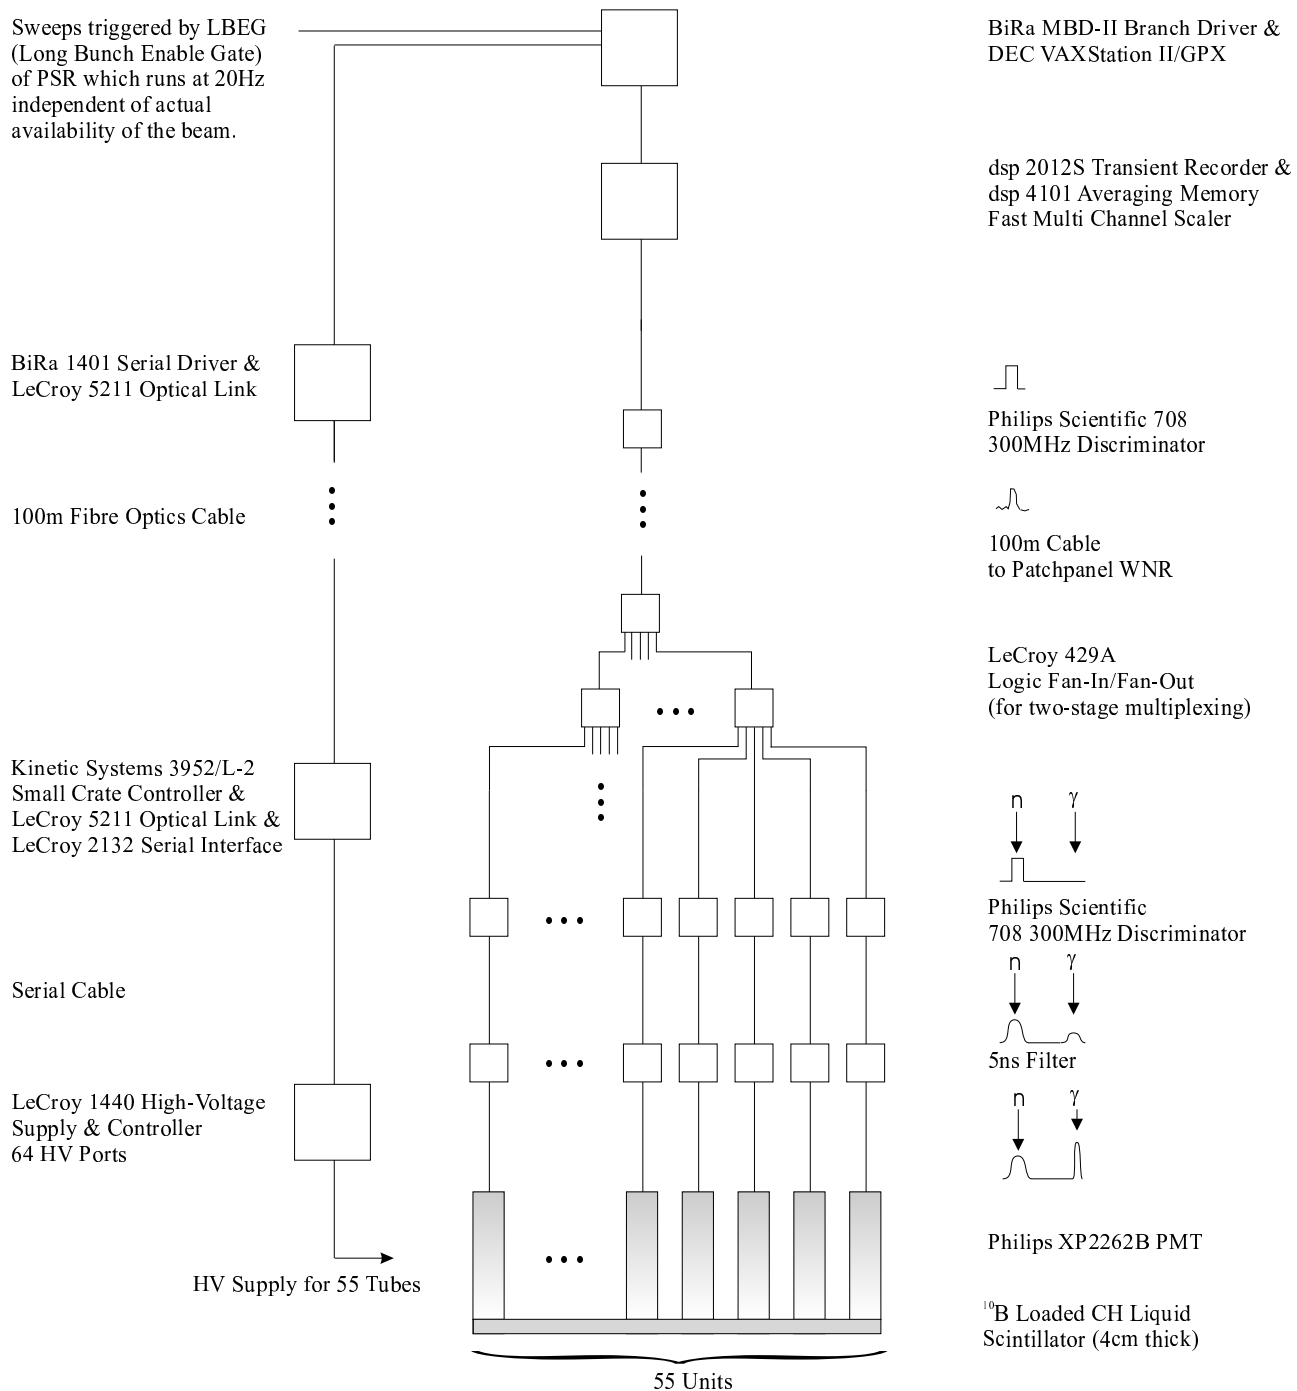 Sweeps triggered by LBEG
(Long Bunch Enable Gate)
of PSR which runs at 20Hz
independent of actual
availability of the beam.
BiRa 1401 Serial Driver &
LeCroy 5211 Optical Link
100m Fibre Optics Cable
Kinetic Systems 3952/L-2
Small Crate Controller &
LeCroy 5211 Optical Link &
LeCroy 2132 Serial Interface
Serial Cable
LeCroy 1440 High-Voltage
Supply & Controller
64 HV Ports
HV Supply for 55 Tubes
55 Units
BiRa MBD-II Branch Driver &
DEC VAXStation II/GPX
dsp 2012S Transient Recorder &
dsp 4101 Averaging Memory
Fast Multi Channel Scaler
Philips Scientific 708
300MHz Discriminator
100m Cable
to Patchpanel WNR
LeCroy 429A
Logic Fan-In/Fan-Out
(for two-stage multiplexing)
n γ
Philips Scientific
708 300MHz Discriminator
n γ
5ns Filter
n γ
Philips XP2262B PMT
¹⁰B Loaded CH Liquid
Scintillator (4cm thick)